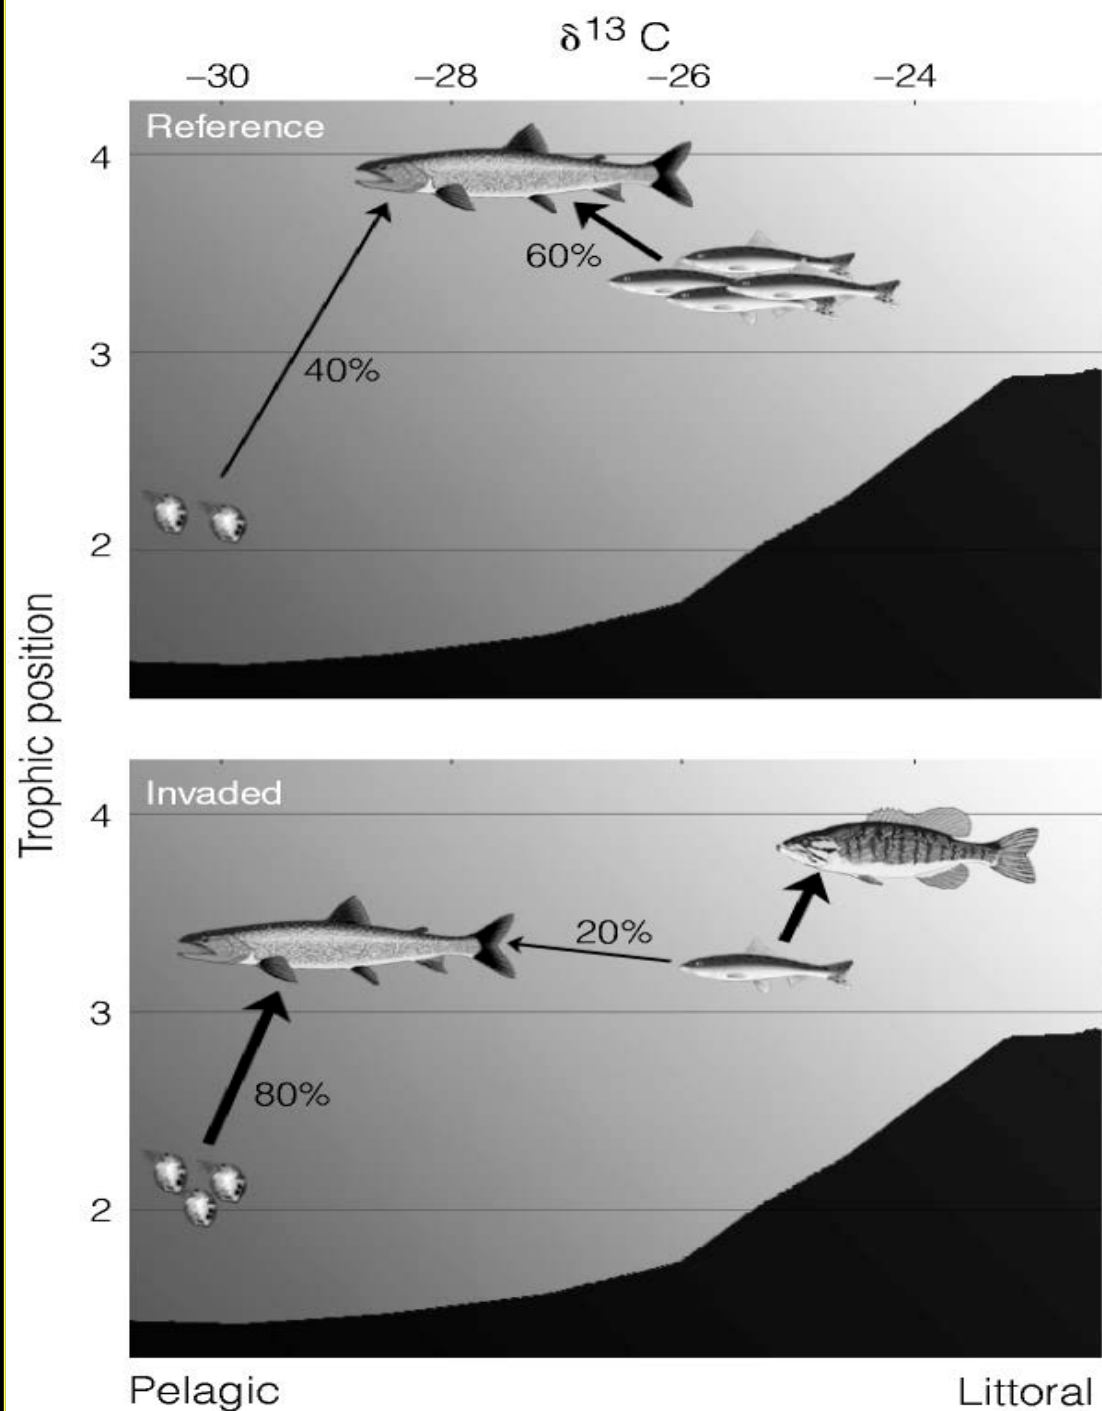 δ¹³ C
−30 −28 −26 −24
Reference
4
60%
3
40%
2
Trophic position
Invaded
4
20%
3
80%
2
Pelagic Littoral